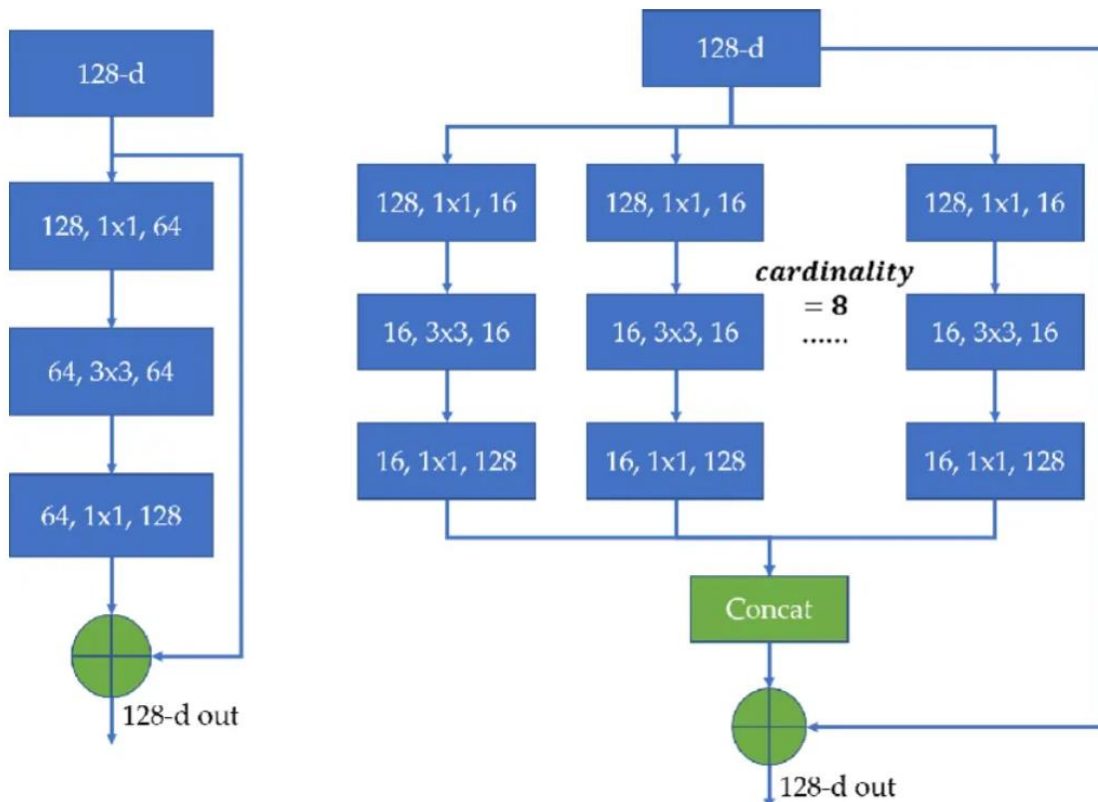 128-d
128, 1x1, 64
64, 3x3, 64
64, 1x1, 128
128-d out
128-d
128, 1x1, 16
128, 1x1, 16
128, 1x1, 16
cardinality
= 8
......
16, 3x3, 16
16, 3x3, 16
16, 3x3, 16
16, 1x1, 128
16, 1x1, 128
16, 1x1, 128
Concat
128-d out